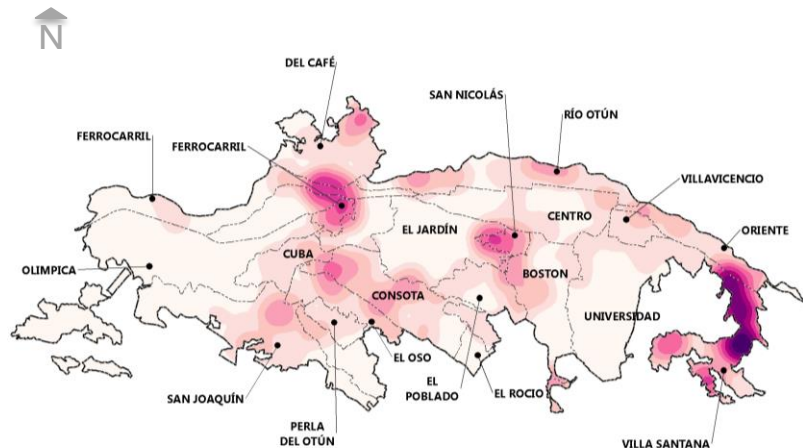 N
DEL CAFÉ
SAN NICOLÁS
RÍO OTÚN
FERROCARRIL
FERROCARRIL
VILLAVICENCIO
CENTRO
EL JARDÍN
ORIENTE
CUBA
OLIMPICA
BOSTON
CONSOTA
UNIVERSIDAD
EL OSO
SAN JOAQUÍN
EL
POBLADO
EL ROCIO
PERLA
DEL OTÚN
VILLA SANTANA